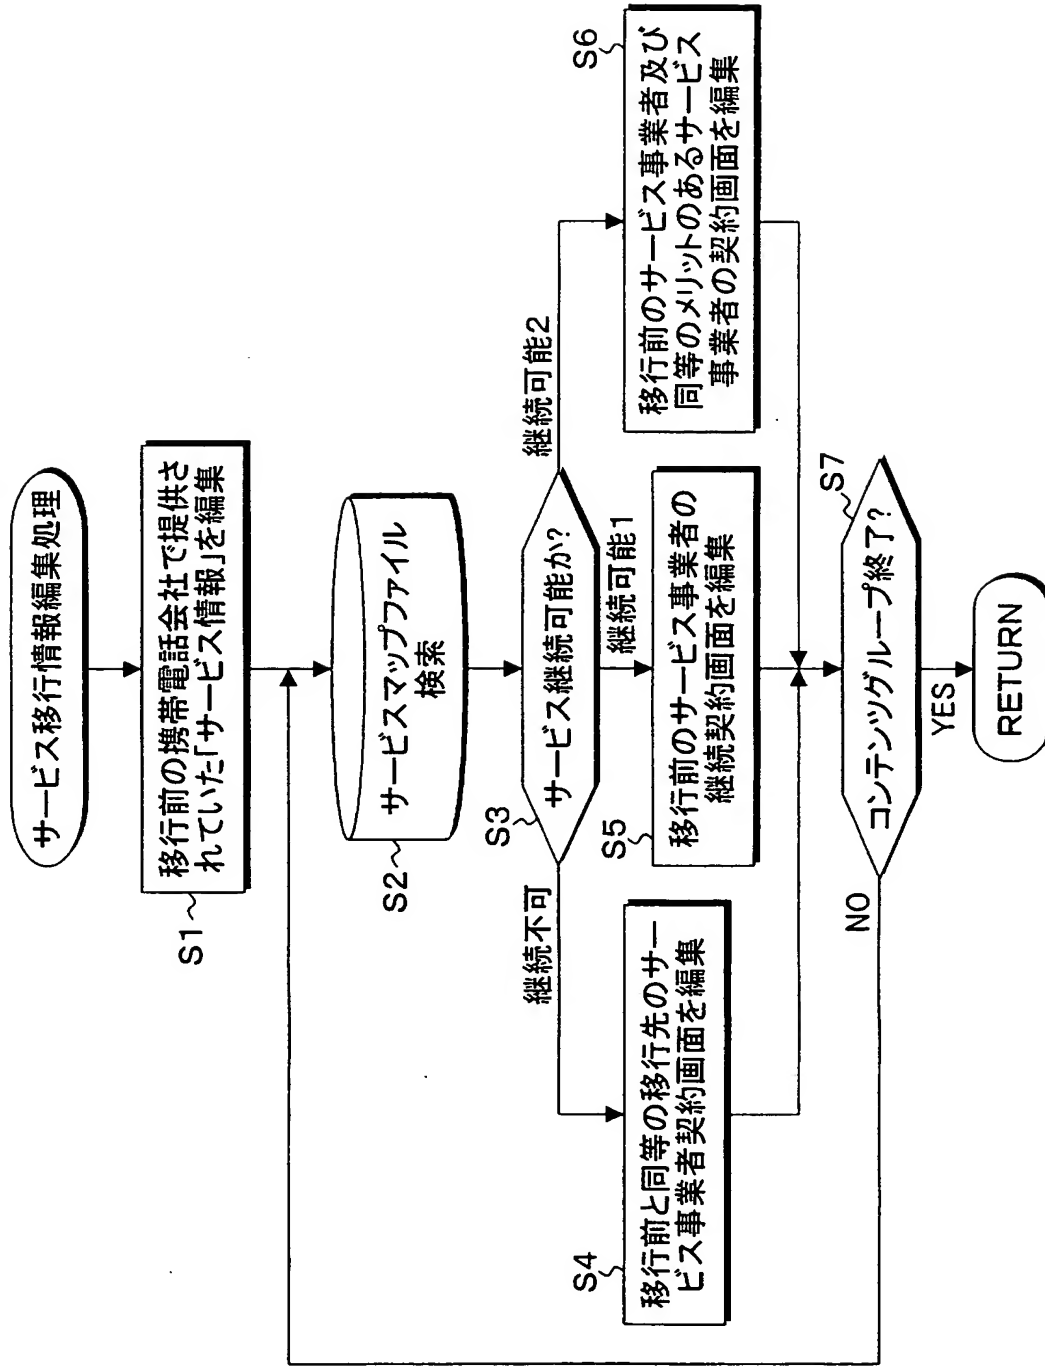 サービス移行情報編集処理
S1
移行前の携帯電話会社で提供さ
れていた「サービス情報」を編集
S2
サービスマップファイル
検索
S3
サービス継続可能か?
継続不可
継続可能1
継続可能2
S4
移行前と同等の移行先のサー
ビス事業者契約画面を編集
S5
移行前のサービス事業者の
継続契約画面を編集
S6
移行前のサービス事業者及び
同等のメリットのあるサービス
事業者の契約画面を編集
S7
コンテンツグループ終了?
NO
YES
RETURN